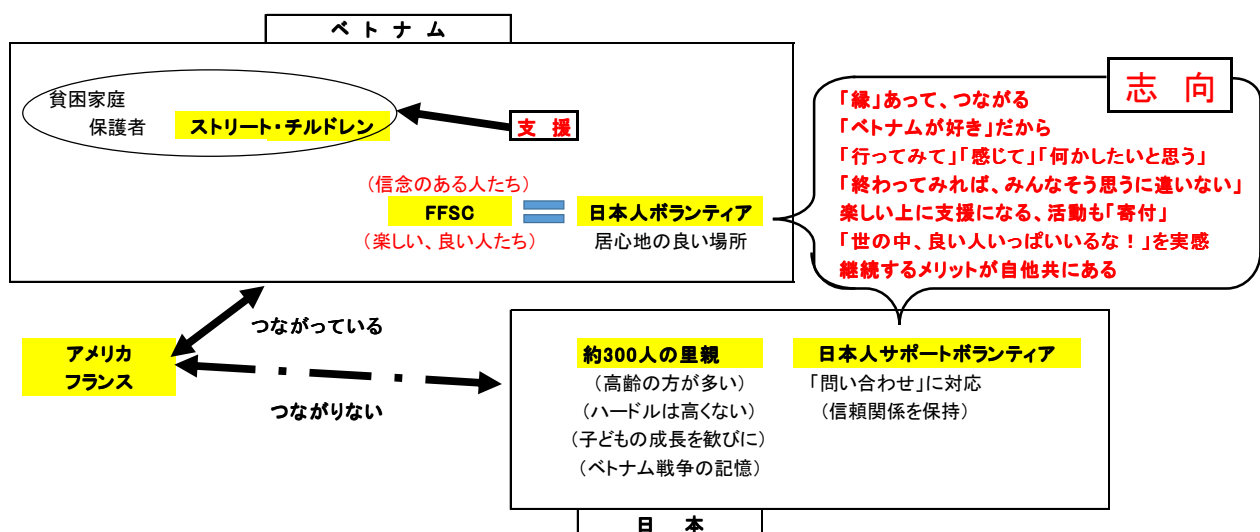 ベ ト ナ ム
貧困家庭
保護者
ストリート・チルドレン
支 援
(信念のある人たち)
FFSC
(楽しい、良い人たち)
日本人ボランティア
居心地の良い場所
志 向
「縁」あって、つながる
「ベトナムが好き」だから
「行ってみて」「感じて」「何かしたいと思う」
「終わってみれば、みんなそう思うに違いない」
楽しい上に支援になる、活動も「寄付」
「世の中、良い人いっぱいいるな！」を実感
継続するメリットが自他共にある
つながっている
アメリカ
フランス
つながりない
約300人の里親
(高齢の方が多い)
(ハードルは高くない)
(子どもの成長を歓びに)
(ベトナム戦争の記憶)
日本人サポートボランティア
「問い合わせ」に対応
(信頼関係を保持)
日 本